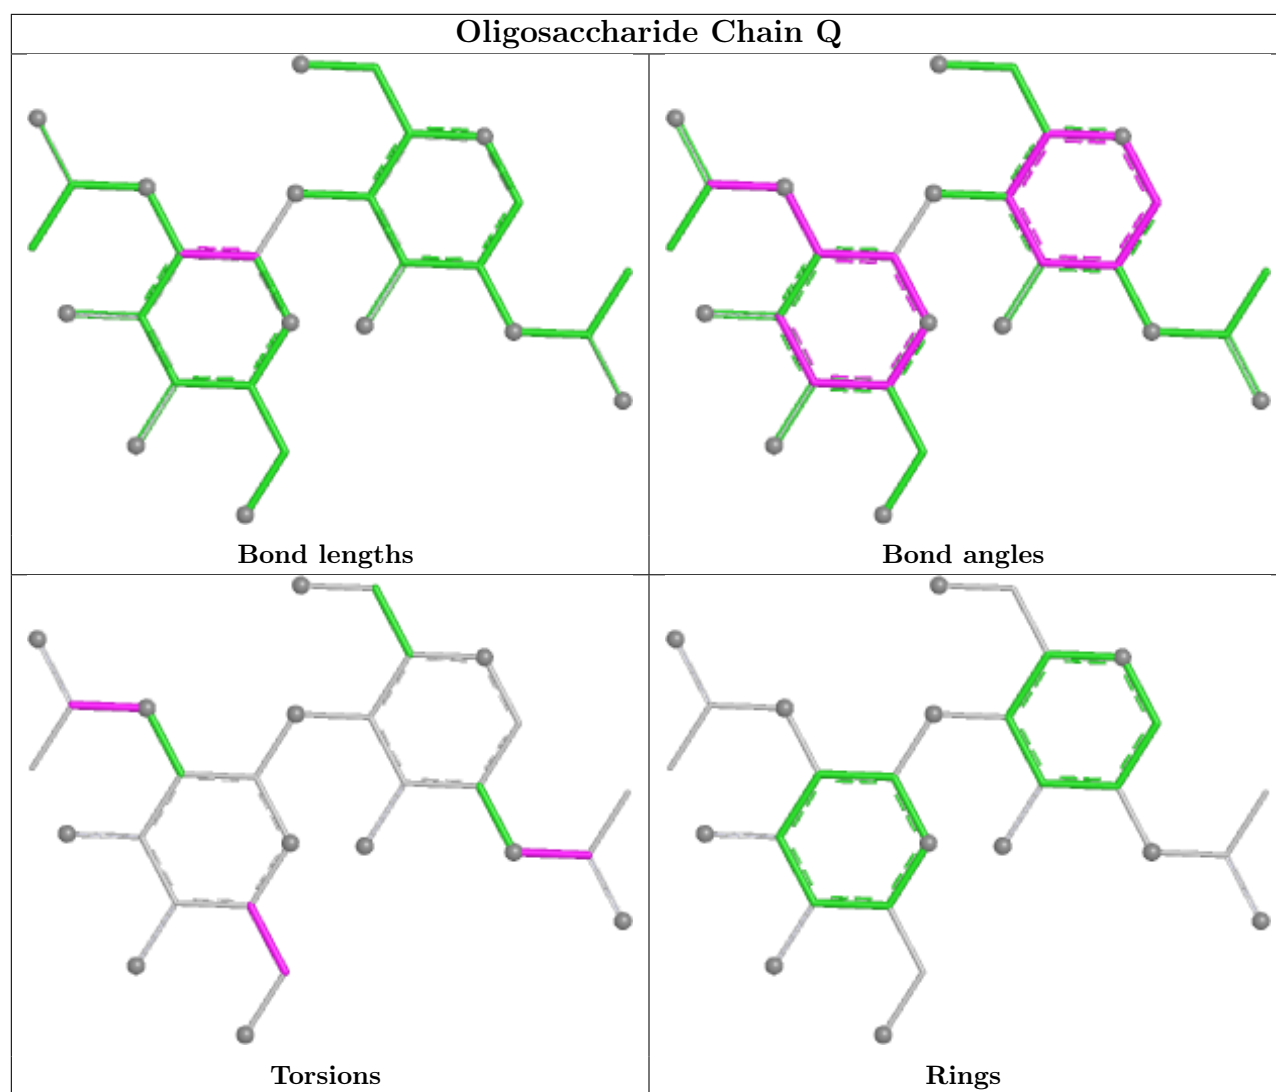 Oligosaccharide Chain Q
Bond lengths
Bond angles
Torsions
Rings